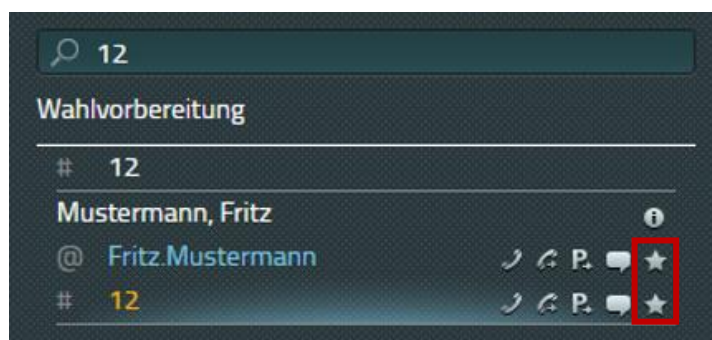 12
Wahlvorbereitung
# 12
Mustermann, Fritz
@ Fritz.Mustermann P
# 12 P